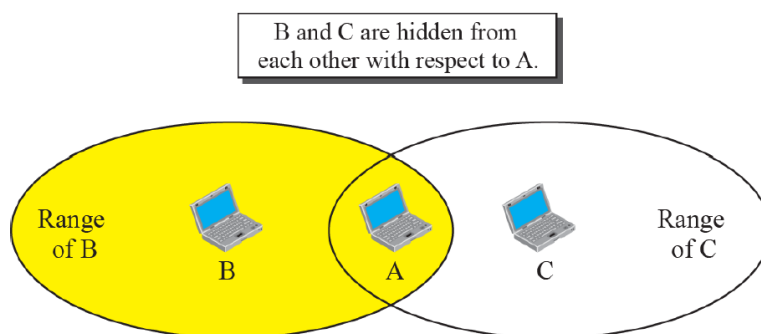 B and C are hidden from
each other with respect to A.
Range
of B
B
A
C
Range
of C